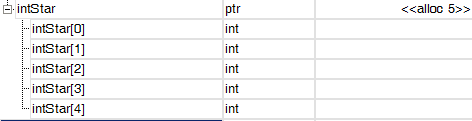 intStar ptr <<alloc 5>>
intStar[0] int
intStar[1] int
intStar[2] int
intStar[3] int
intStar[4] int